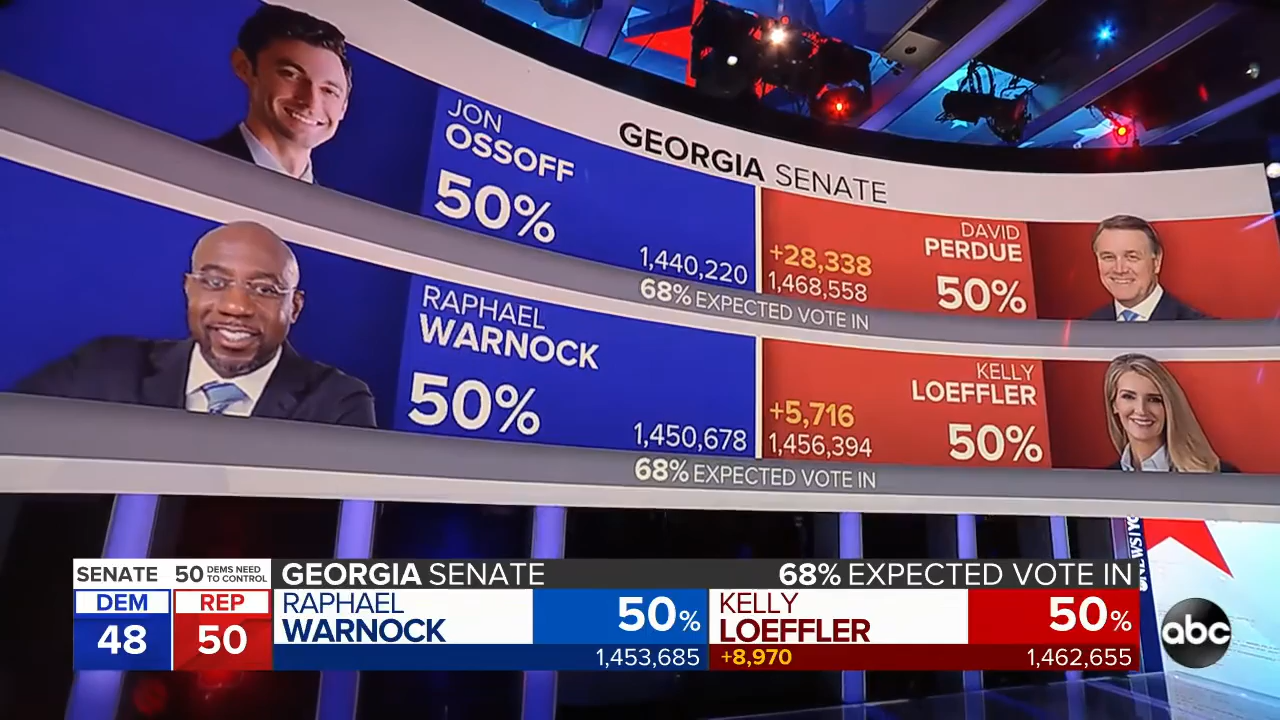 GEORGIA SENATE
JON
OSSOFF
50%
1,440,220
+28,338
1,468,558
DAVID
PERDUE
50%
68% EXPECTED VOTE IN
RAPHAEL
WARNOCK
50%
1,450,678
+5,716
1,456,394
KELLY
LOEFFLER
50%
68% EXPECTED VOTE IN
SENATE 50 DEMS NEED
TO CONTROL
DEM REP
48 50
GEORGIA SENATE 68% EXPECTED VOTE IN
RAPHAEL
WARNOCK
50%
1,453,685
KELLY
LOEFFLER
50%
+8,970 1,462,655
abc